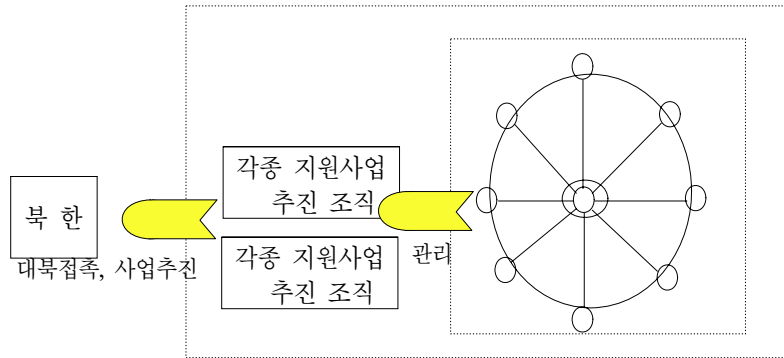 각종 지원사업
추진 조직
북 한
대북접족, 사업추진
각종 지원사업
추진 조직
관리